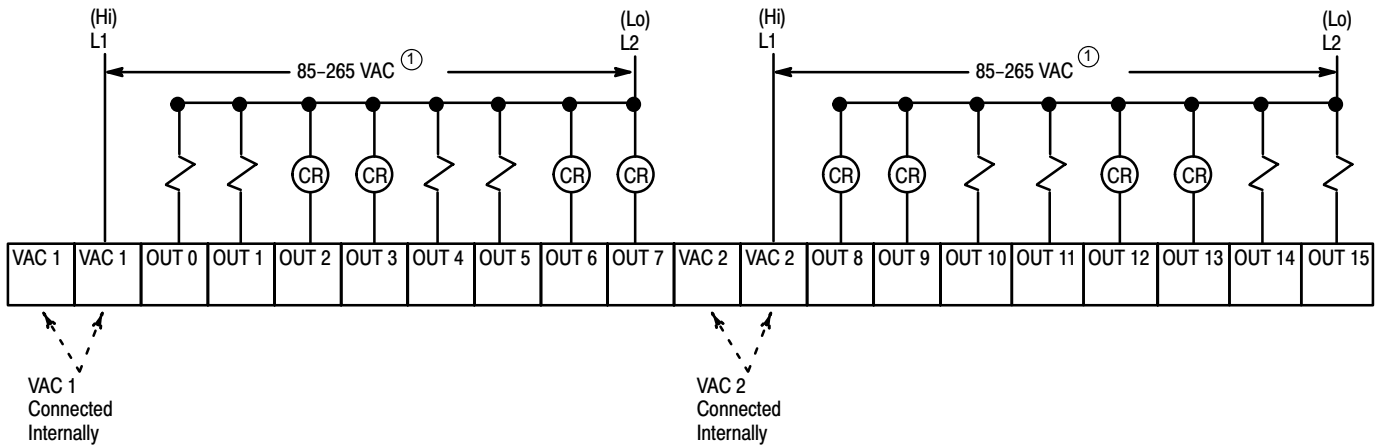 (Hi) (Lo) (Hi) (Lo)
L1 L2 L1 L2
85–265 VAC ① 85–265 VAC ①
CR CR CR CR CR CR CR CR
VAC 1 VAC 1 OUT 0 OUT 1 OUT 2 OUT 3 OUT 4 OUT 5 OUT 6 OUT 7 VAC 2 VAC 2 OUT 8 OUT 9 OUT 10 OUT 11 OUT 12 OUT 13 OUT 14 OUT 15
VAC 1
Connected
Internally
VAC 2
Connected
Internally